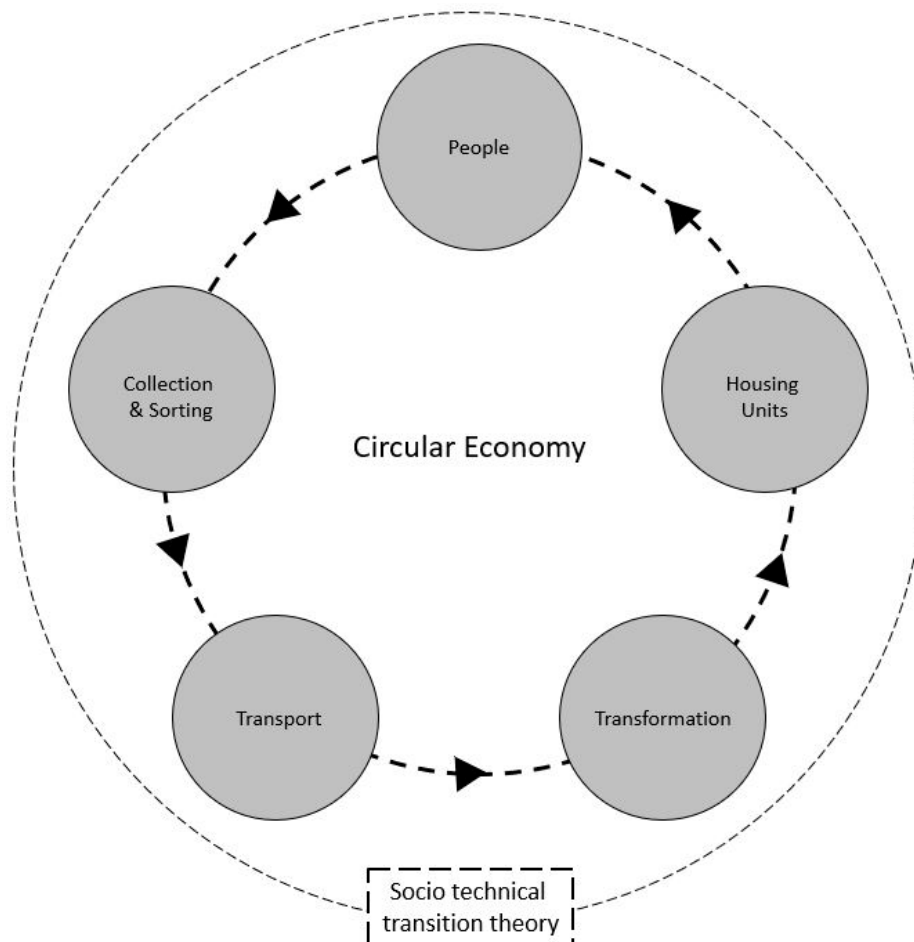 People
Collection
& Sorting
Housing
Units
Circular Economy
Transport
Transformation
Socio technical
transition theory